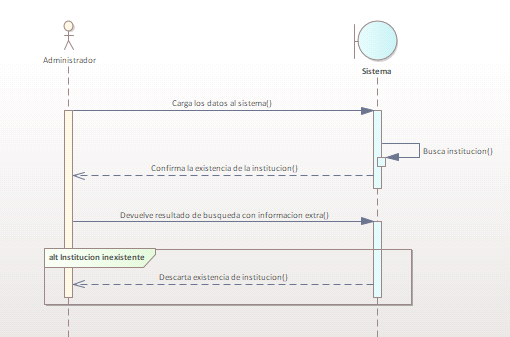 Administrador
Sistema
Carga los datos al sistema()
Busca institucion()
Confirma la existencia de la institucion()
Devuelve resultado de busqueda con informacion extra()
alt Institucion inexistente
Descarta existencia de institucion()